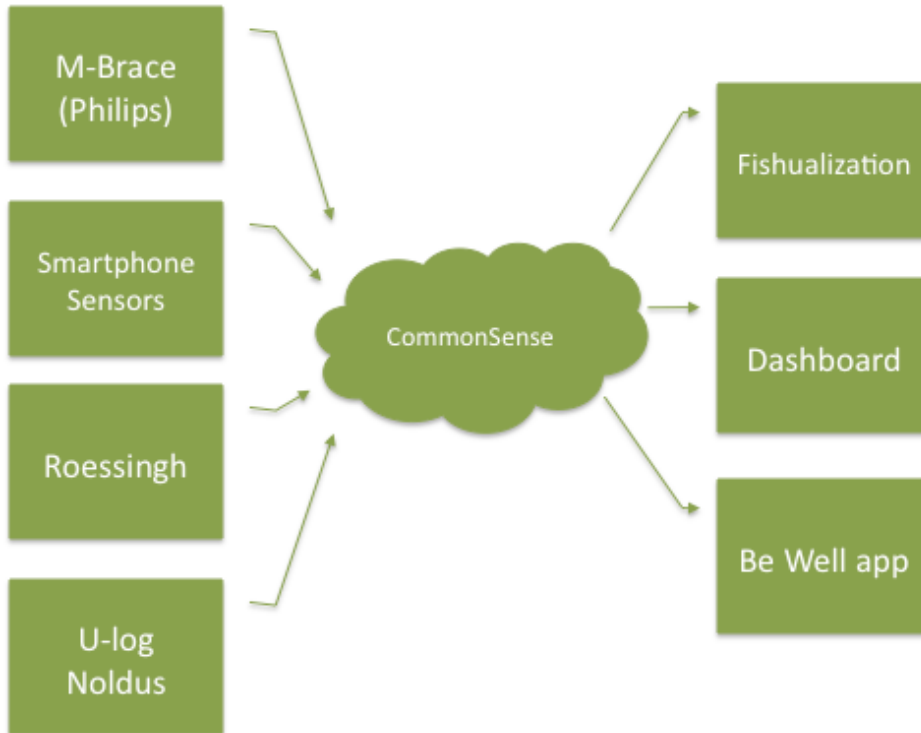 M-Brace
(Philips)
Smartphone
Sensors
Roessingh
U-log
Noldus
CommonSense
Fishualization
Dashboard
Be Well app